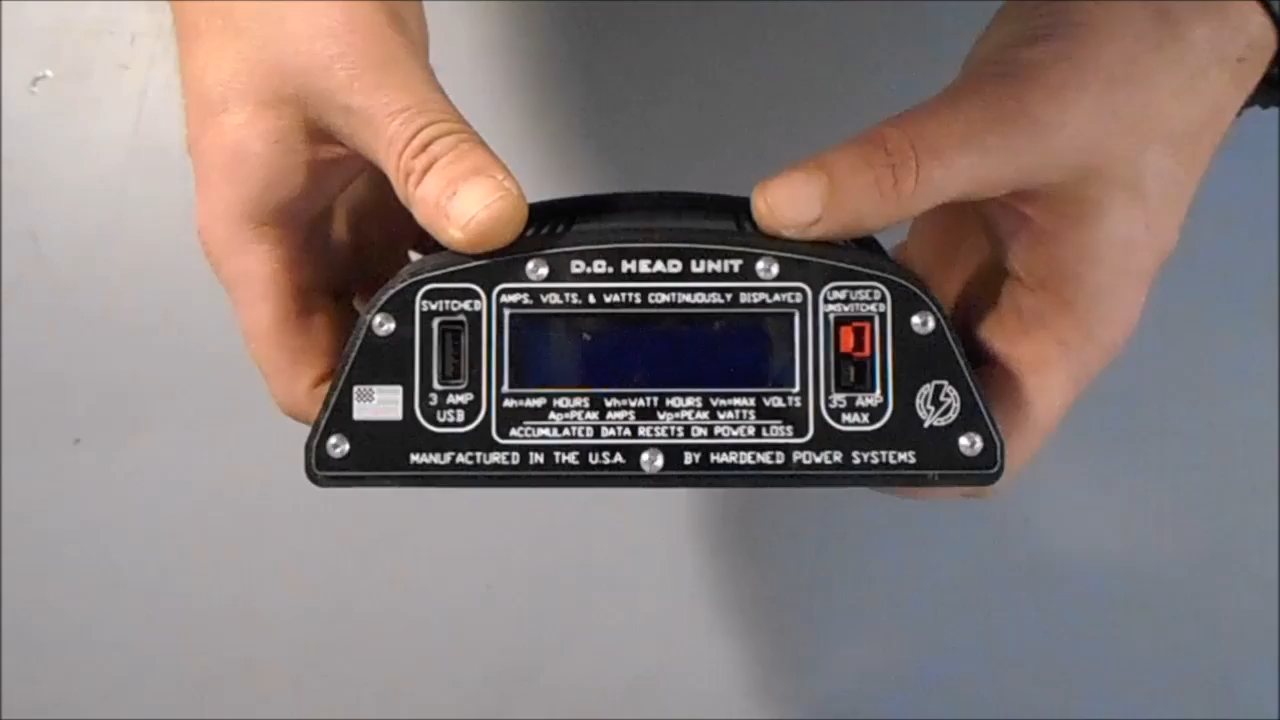 D.C. HEAD UNIT
SWITCHED
3 AMP
USB
AMPS, VOLTS, & WATTS CONTINUOUSLY DISPLAYED
Ah=AMP HOURS Wh=WATT HOURS Vm=MAX VOLTS
Ap=PEAK AMPS Wp=PEAK WATTS
ACCUMULATED DATA RESETS ON POWER LOSS
UNFUSED
UNSWITCHED
35 AMP
MAX
MANUFACTURED IN THE U.S.A. BY HARDENED POWER SYSTEMS